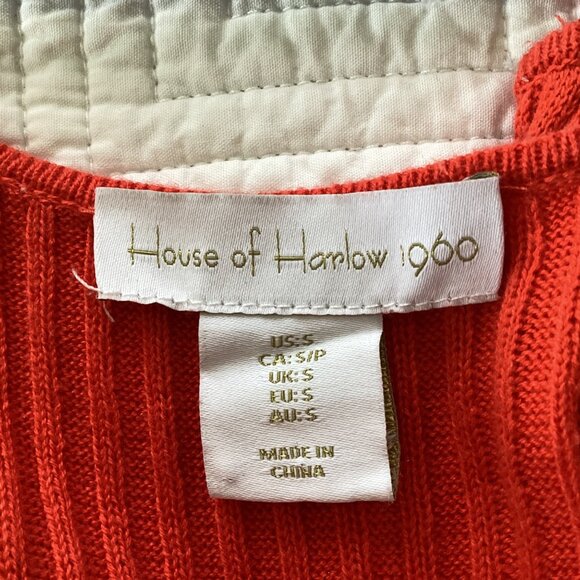 House of Harlow 1960
US: S
CA: S/P
UK: S
EU: S
AU: S
MADE IN
CHINA